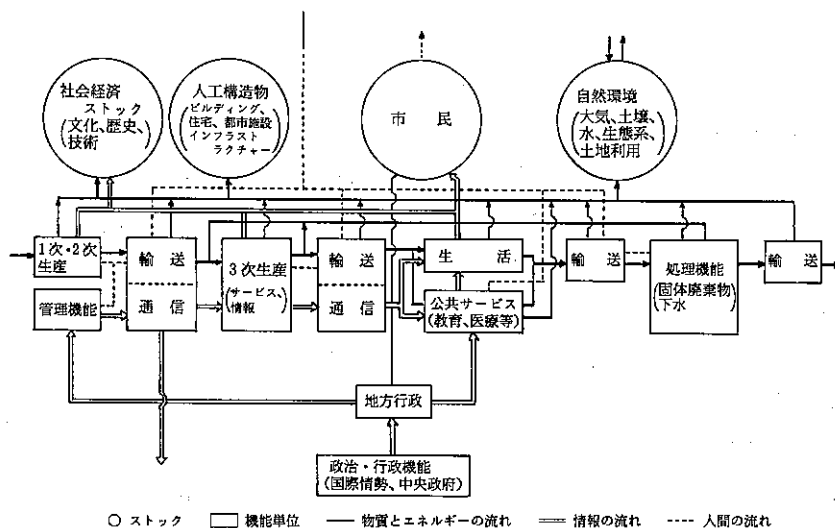 社会経済
ストック
(文化、歴史、
技術)
人工構造物
(ビルディング、
住宅、都市施設
インフラスト
ラクチャー)
市 民
自然環境
(大気、土壌、
水、生態系、
土地利用)
1次・2次
生産
管理機能
輸 送
通 信
3次生産
(サービス、
情報)
輸 送
通 信
生 活
公共サービス
(教育、医療等)
輸 送
処理機能
(固体廃棄物
下水)
輸 送
地方行政
政治・行政機能
(国際情勢、中央政府)
ストック 機能単位 物質とエネルギーの流れ 情報の流れ 人間の流れ